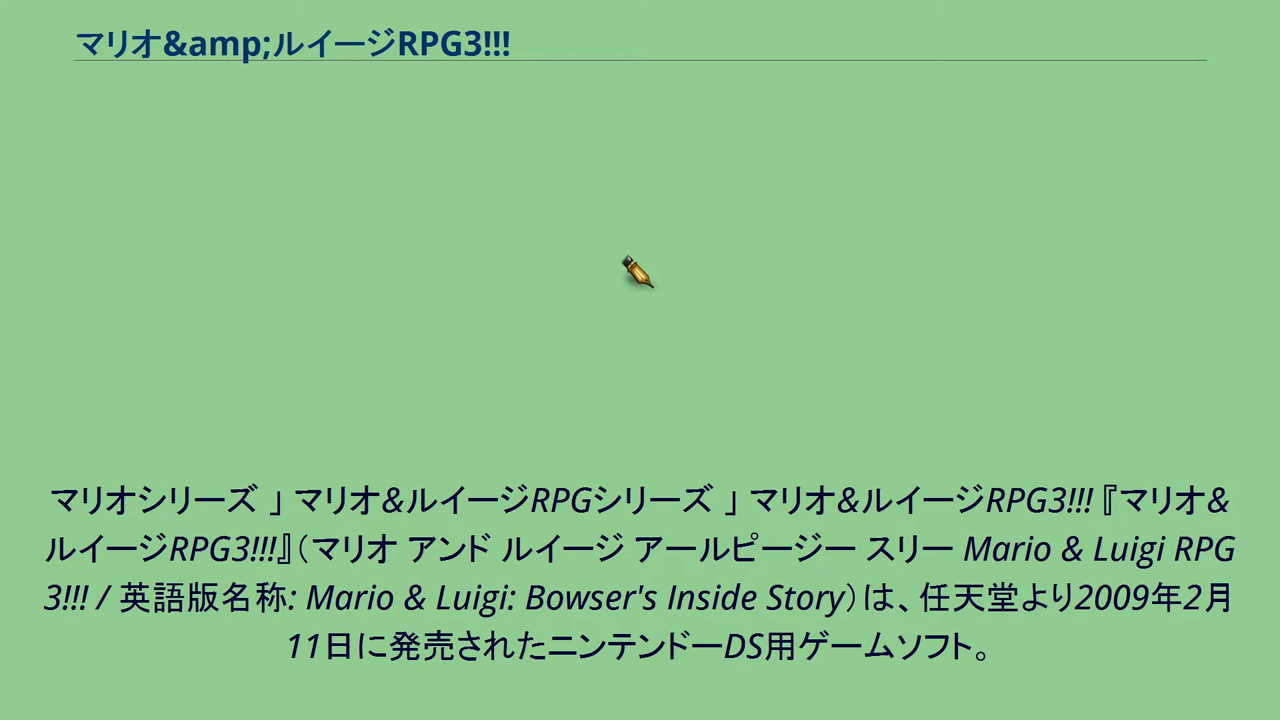 マリオ&amp;ルイージRPG3!!!
マリオシリーズ 」 マリオ&ルイージRPGシリーズ 」 マリオ&ルイージRPG3!!!『マリオ&
ルイージRPG3!!!』（マリオ アンド ルイージ アールピージー スリー Mario & Luigi RPG
3!!! / 英語版名称: Mario & Luigi: Bowser's Inside Story）は、任天堂より2009年2月
11日に発売されたニンテンドーDS用ゲームソフト。